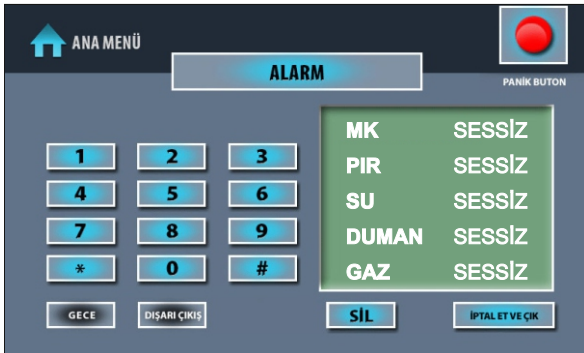 ANA MENÜ
ALARM
PANİK BUTON
1 2 3
4 5 6
7 8 9
* 0 #
GECE DIŞARI ÇIKIŞ
MK SESSİZ
PIR SESSİZ
SU SESSİZ
DUMAN SESSİZ
GAZ SESSİZ
SİL İPTAL ET VE ÇIK